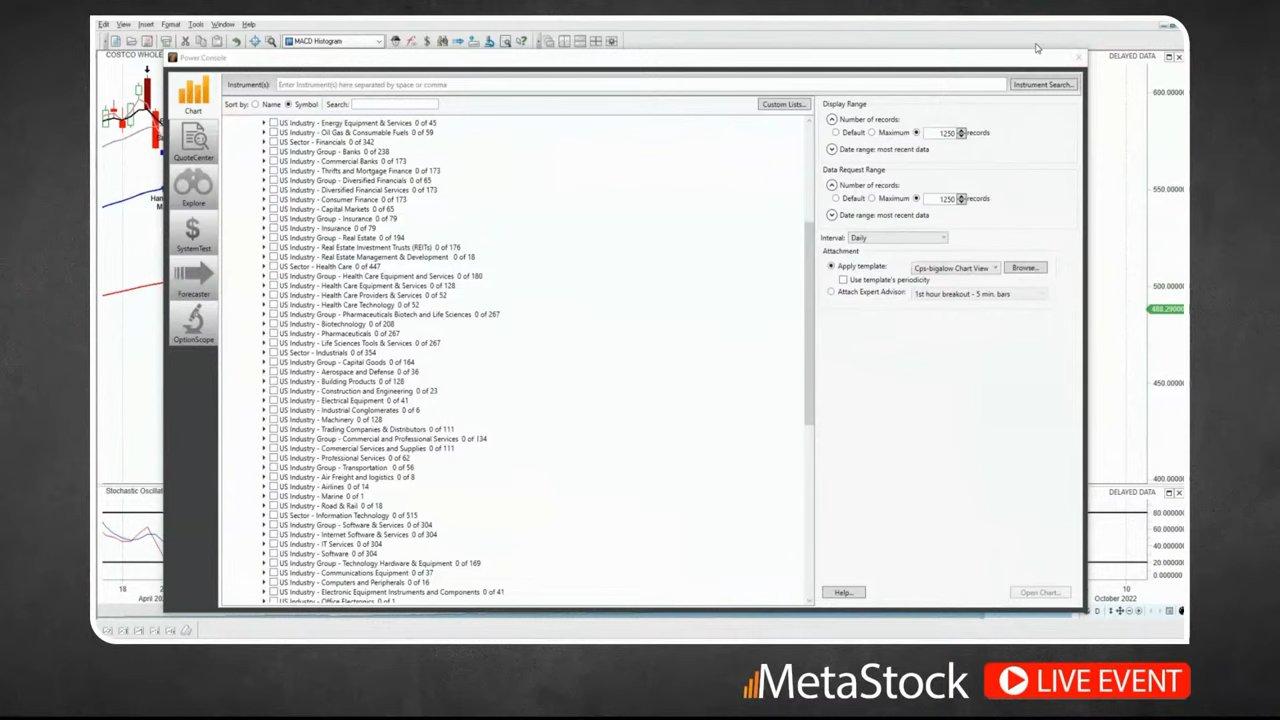 Edit View Insert Format Tools Window Help
MACD Histogram
COSTCO WHOLE
DELAYED DATA
Power Console
Chart
QuoteCenter
Explore
SystemTest
Forecaster
OptionScope
Instrument(s): Enter Instrument(s) here separated by space or comma Instrument Search...
Sort by: Name Symbol Search: Custom Lists...
US Industry - Energy Equipment & Services 0 of 45
US Industry - Oil Gas & Consumable Fuels 0 of 59
US Sector - Financials 0 of 342
US Industry Group - Banks 0 of 238
US Industry - Commercial Banks 0 of 173
US Industry - Thrifts and Mortgage Finance 0 of 173
US Industry Group - Diversified Financials 0 of 65
US Industry - Diversified Financial Services 0 of 173
US Industry - Consumer Finance 0 of 173
US Industry - Capital Markets 0 of 65
US Industry Group - Insurance 0 of 79
US Industry - Insurance 0 of 79
US Industry Group - Real Estate 0 of 194
US Industry - Real Estate Investment Trusts (REITs) 0 of 176
US Industry - Real Estate Management & Development 0 of 18
US Sector - Health Care 0 of 447
US Industry Group - Health Care Equipment and Services 0 of 180
US Industry - Health Care Equipment & Services 0 of 128
US Industry - Health Care Providers & Services 0 of 52
US Industry - Health Care Technology 0 of 52
US Industry Group - Pharmaceuticals Biotech and Life Sciences 0 of 267
US Industry - Biotechnology 0 of 208
US Industry - Pharmaceuticals 0 of 267
US Industry - Life Sciences Tools & Services 0 of 267
US Sector - Industrials 0 of 354
US Industry Group - Capital Goods 0 of 164
US Industry - Aerospace and Defense 0 of 36
US Industry - Building Products 0 of 128
US Industry - Construction and Engineering 0 of 23
US Industry - Electrical Equipment 0 of 41
US Industry - Industrial Conglomerates 0 of 6
US Industry - Machinery 0 of 128
US Industry - Trading Companies & Distributors 0 of 111
US Industry Group - Commercial and Professional Services 0 of 134
US Industry - Commercial Services and Supplies 0 of 111
US Industry - Professional Services 0 of 62
US Industry Group - Transportation 0 of 56
US Industry - Air Freight and logistics 0 of 8
US Industry - Airlines 0 of 14
US Industry - Marine 0 of 1
US Industry - Road & Rail 0 of 18
US Sector - Information Technology 0 of 515
US Industry Group - Software & Services 0 of 304
US Industry - Internet Software & Services 0 of 304
US Industry - IT Services 0 of 304
US Industry - Software 0 of 304
US Industry Group - Technology Hardware & Equipment 0 of 169
US Industry - Communications Equipment 0 of 37
US Industry - Computers and Peripherals 0 of 16
US Industry - Electronic Equipment Instruments and Components 0 of 41
US Industry - Office Electronics 0 of 1
Display Range
Number of records:
Default Maximum 1250 records
Date range: most recent data
Data Request Range
Number of records:
Default Maximum 1250 records
Date range: most recent data
Interval: Daily
Attachment
Apply template: Cps-bigalow Chart View Browse...
Use template's periodicity
Attach Expert Advisor: 1st hour breakout - 5 min. bars
Help... Open Chart...
600.0000
550.0000
500.0000
488.29000
450.0000
400.0000
Stochastic Oscillat
DELAYED DATA
80.000000
60.000000
40.000000
20.000000
0.000000
18
April 202
10
October 2022
D
MetaStock LIVE EVENT